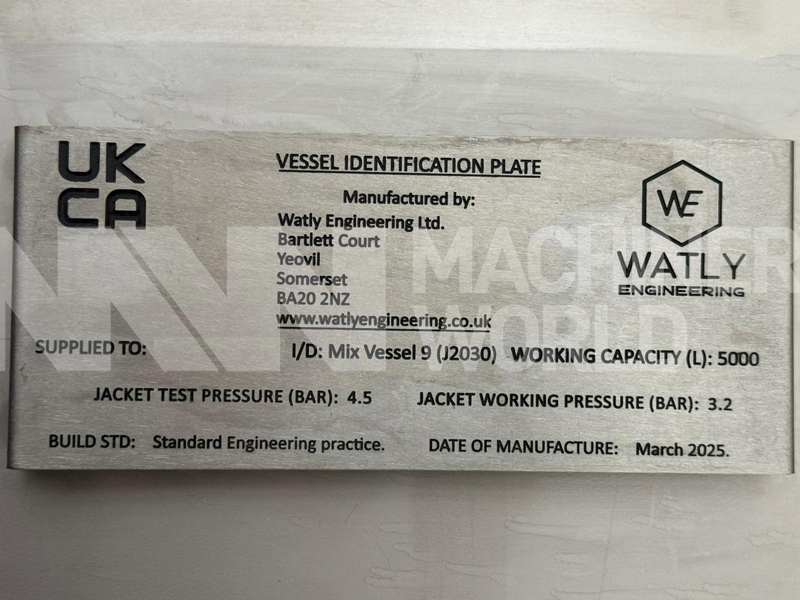 UK
CA
VESSEL IDENTIFICATION PLATE
Manufactured by:
Watly Engineering Ltd.
Bartlett Court
Yeovil
Somerset
BA20 2NZ
www.watlyengineering.co.uk
WE
WATLY
ENGINEERING
SUPPLIED TO: I/D: Mix Vessel 9 (J2030) WORKING CAPACITY (L): 5000
JACKET TEST PRESSURE (BAR): 4.5 JACKET WORKING PRESSURE (BAR): 3.2
BUILD STD: Standard Engineering practice. DATE OF MANUFACTURE: March 2025.
MACHINERY
WORLD